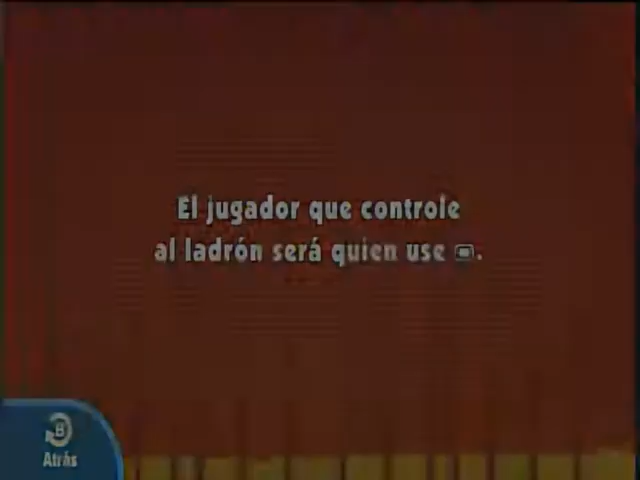 El jugador que controle
al ladrón será quien use .
B
Atrás